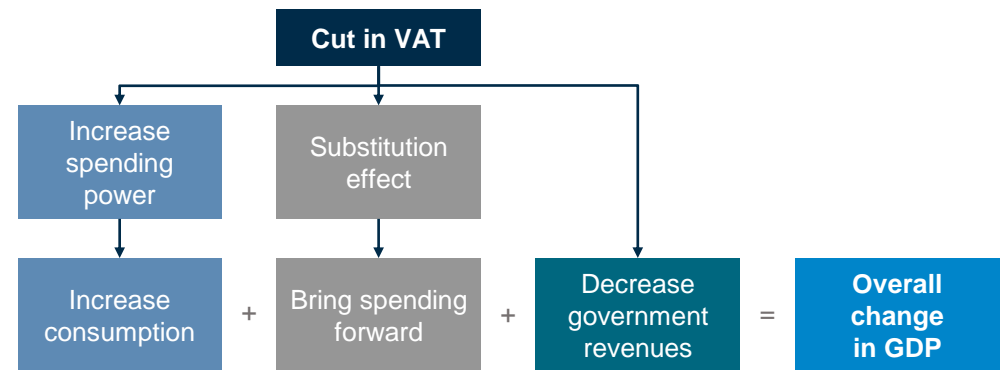 Cut in VAT
Increase
spending
power
Substitution
effect
Increase
consumption
+
Bring spending
forward
+
Decrease
government
revenues
=
Overall
change
in GDP